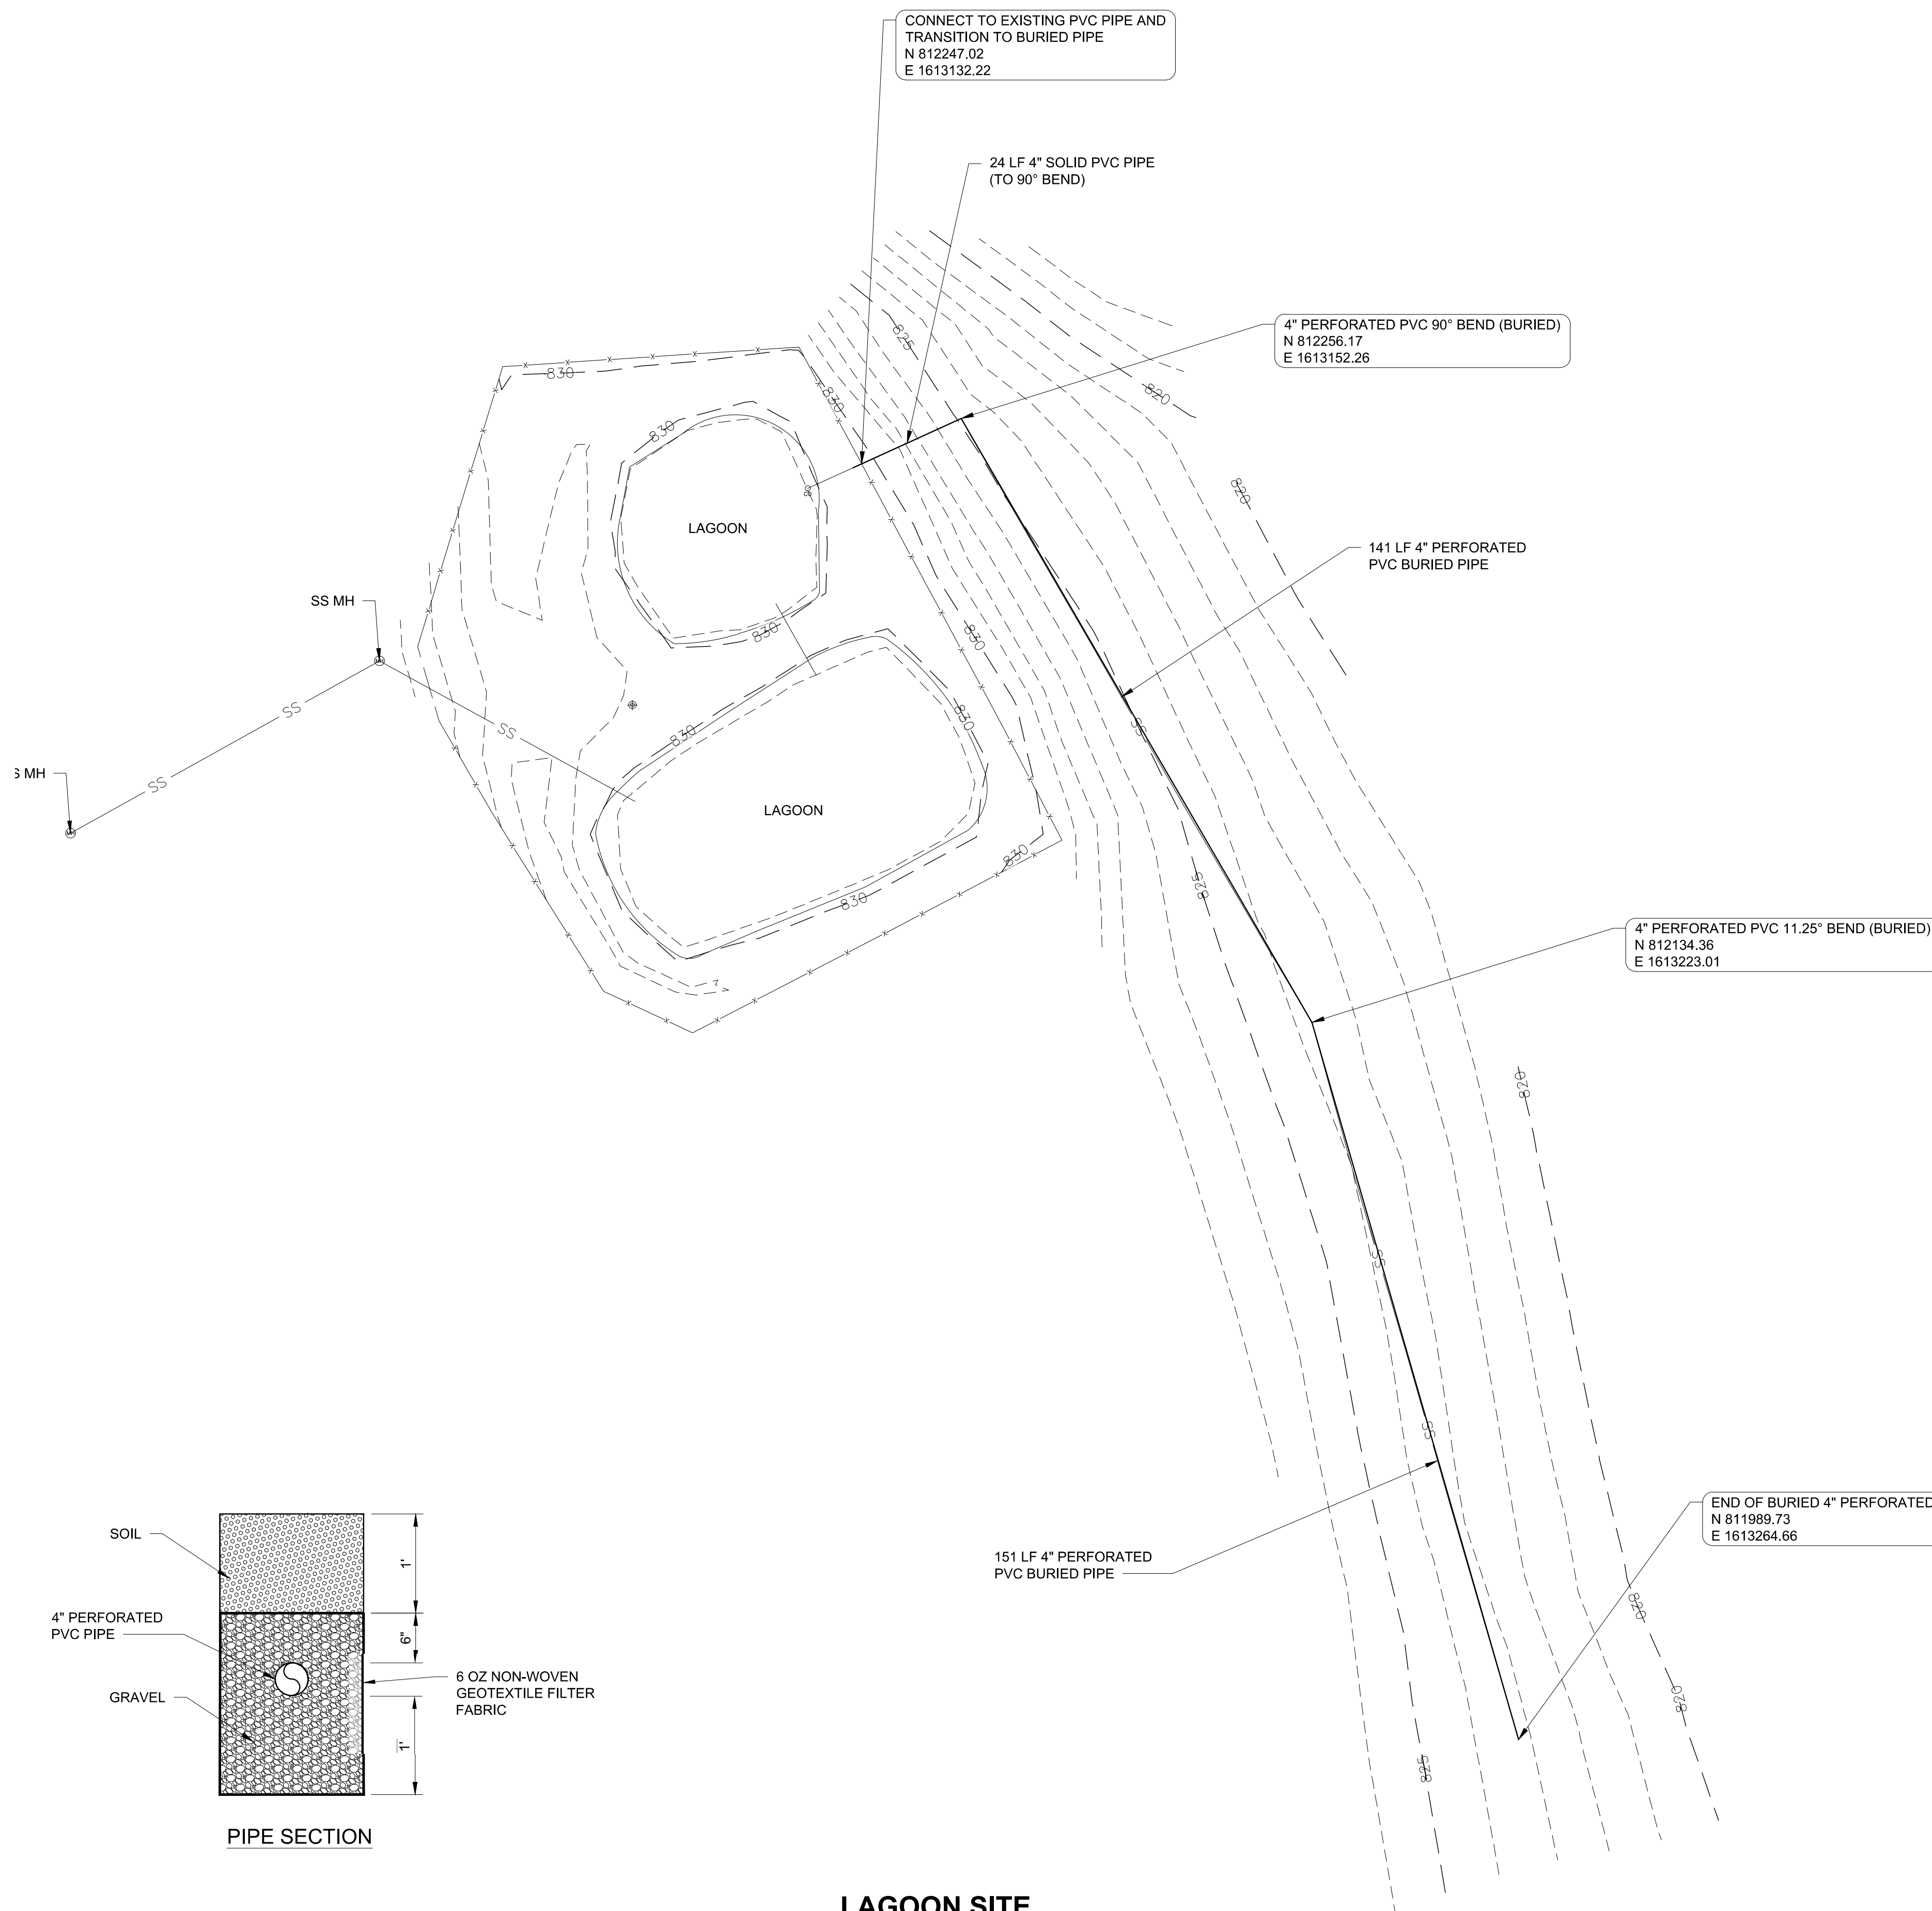 CONNECT TO EXISTING PVC PIPE AND
TRANSITION TO BURIED PIPE
N 812247.02
E 1613132.22
24 LF 4" SOLID PVC PIPE
(TO 90° BEND)
4" PERFORATED PVC 90° BEND (BURIED)
N 812256.17
E 1613152.26
825
830
830
820
830
820
CO
LAGOON
141 LF 4" PERFORATED
PVC BURIED PIPE
SS MH
MH
830
830
SS
SS
830
830
SS
S MH
MH
SS
LAGOON
830
830
825
4" PERFORATED PVC 11.25° BEND (BURIED)
N 812134.36
E 1613223.01
820
SS
SS
END OF BURIED 4" PERFORATED
N 811989.73
E 1613264.66
151 LF 4" PERFORATED
PVC BURIED PIPE
820
820
825
SOIL
1'
4" PERFORATED
PVC PIPE
6"
6 OZ NON-WOVEN
GEOTEXTILE FILTER
FABRIC
GRAVEL
1'
PIPE SECTION
LAGOON SITE